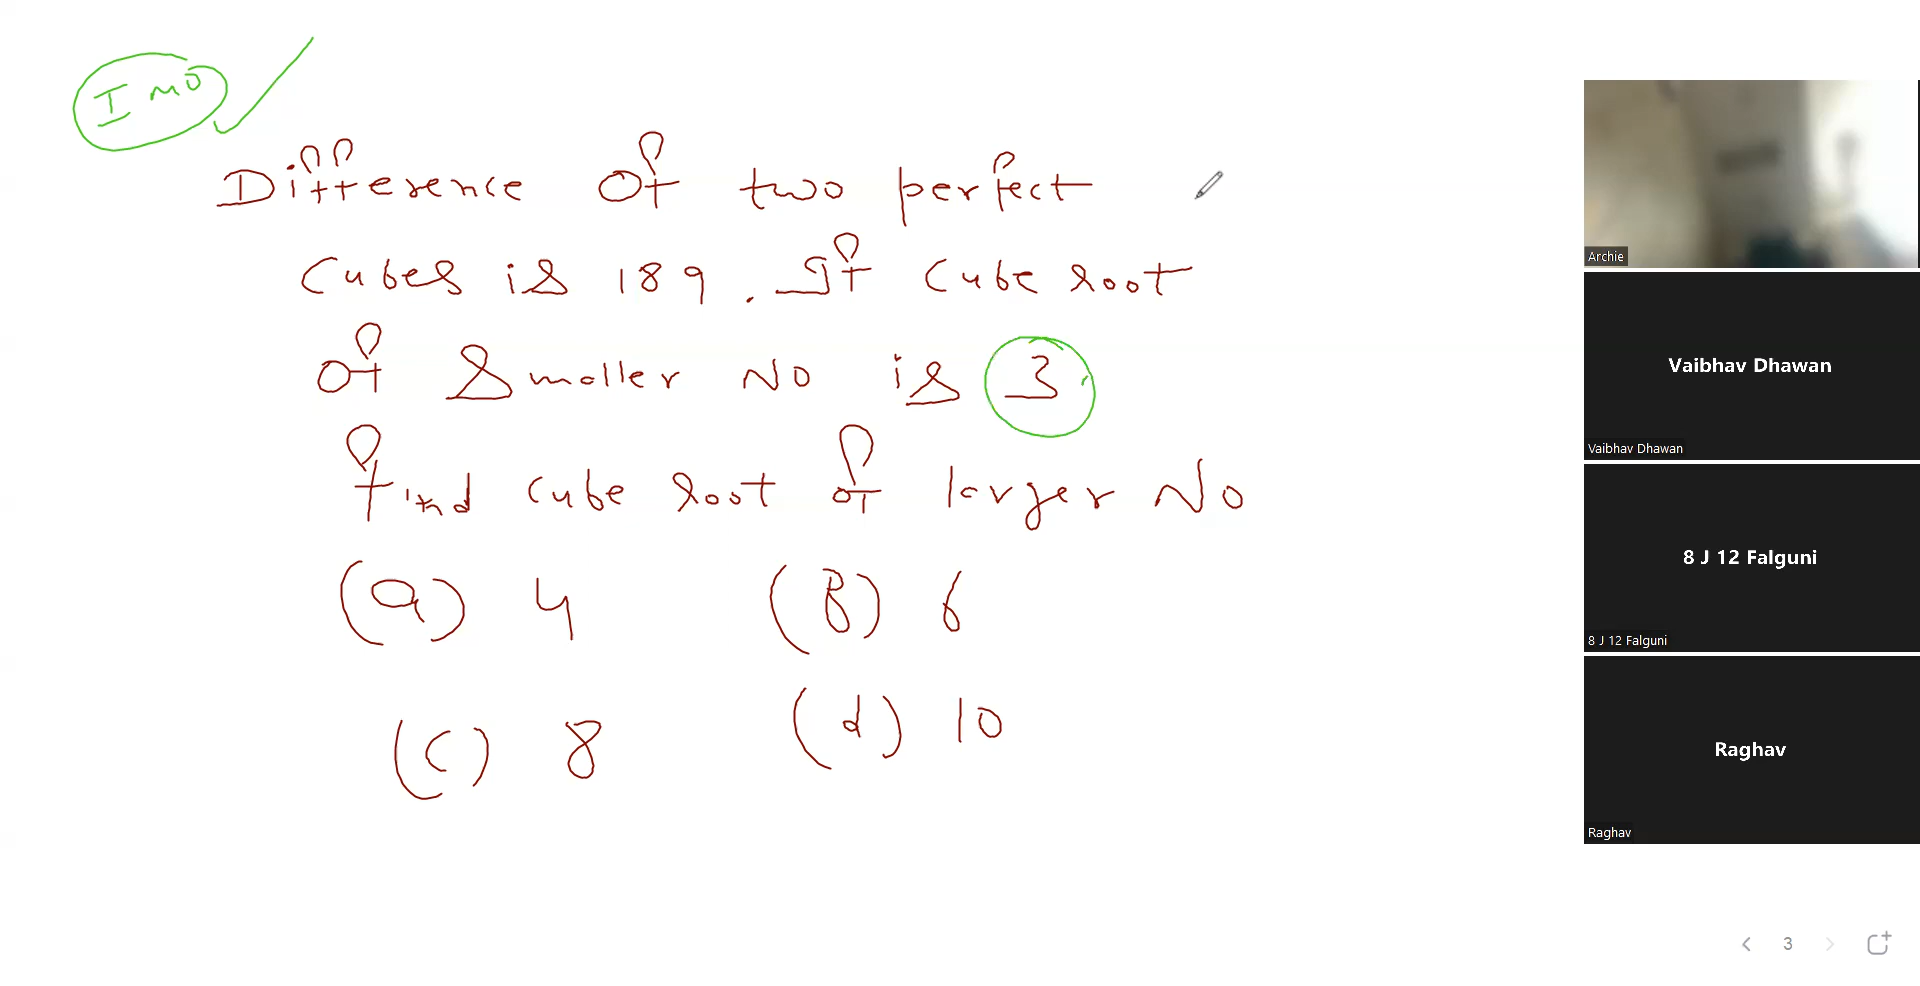 IMO
Difference of two perfect
cubes is 189. If cube root
of smaller No is 3
find cube root of larger No
(a) 4 (B) 6
(c) 8 (d) 10
Archie
Vaibhav Dhawan
Vaibhav Dhawan
8 J 12 Falguni
8 J 12 Falguni
Raghav
Raghav
3